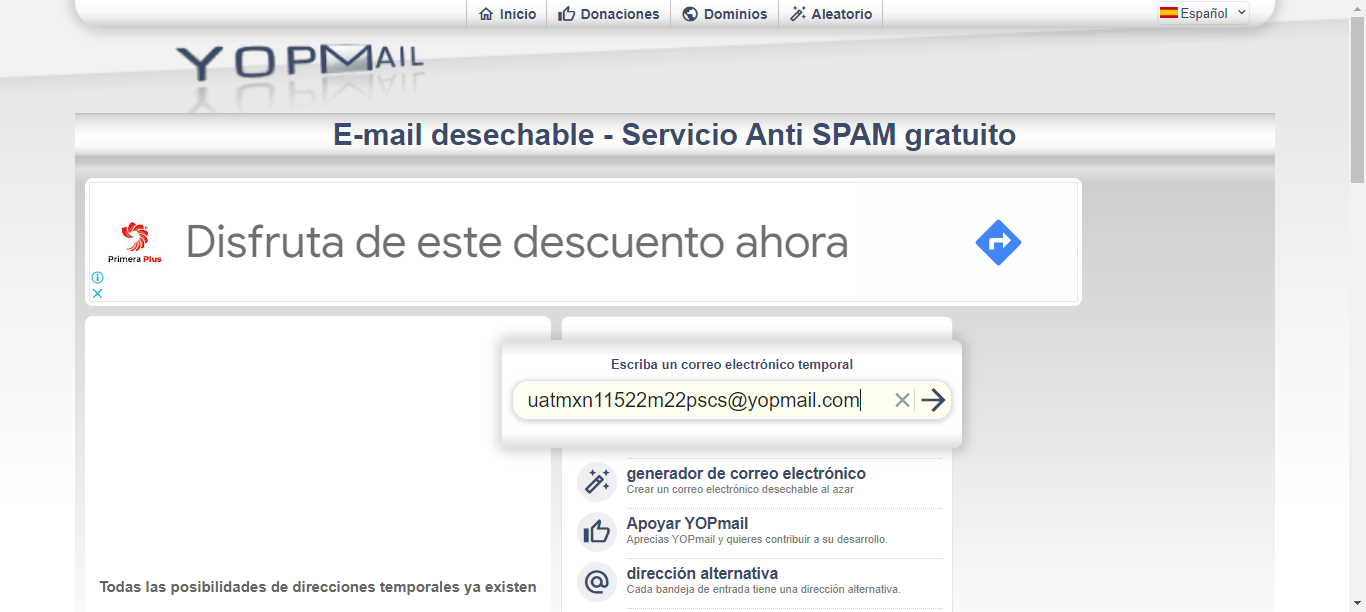 Inicio
Donaciones
Dominios
Aleatorio
Español
YOPMAIL
E-mail desechable - Servicio Anti SPAM gratuito
Disfruta de este descuento ahora
Primera Plus
Escriba un correo electrónico temporal
uatmxn11522m22pscs@yopmail.com
generador de correo electrónico
Crear un correo electrónico desechable al azar
Apoyar YOPmail
Aprecias YOPmail y quieres contribuir a su desarrollo.
Todas las posibilidades de direcciones temporales ya existen
dirección alternativa
Cada bandeja de entrada tiene una dirección alternativa.